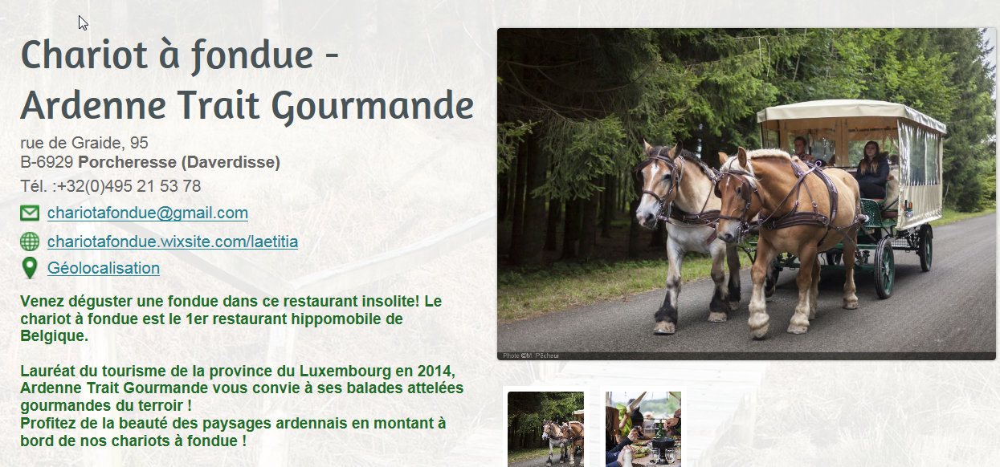 Chariot à fondue -
Ardenne Trait Gourmande
rue de Graide, 95
B-6929 Porcheresse (Daverdisse)
Tél. :+32(0)495 21 53 78
chariotafondue@gmail.com
chariotafondue.wixsite.com/laetitia
Géolocalisation
Venez déguster une fondue dans ce restaurant insolite! Le
chariot à fondue est le 1er restaurant hippomobile de
Belgique.
Lauréat du tourisme de la province du Luxembourg en 2014,
Ardenne Trait Gourmande vous convie à ses balades attelées
gourmandes du terroir !
Profitez de la beauté des paysages ardennais en montant à
bord de nos chariots à fondue !
Photo ©M. Pêcheur